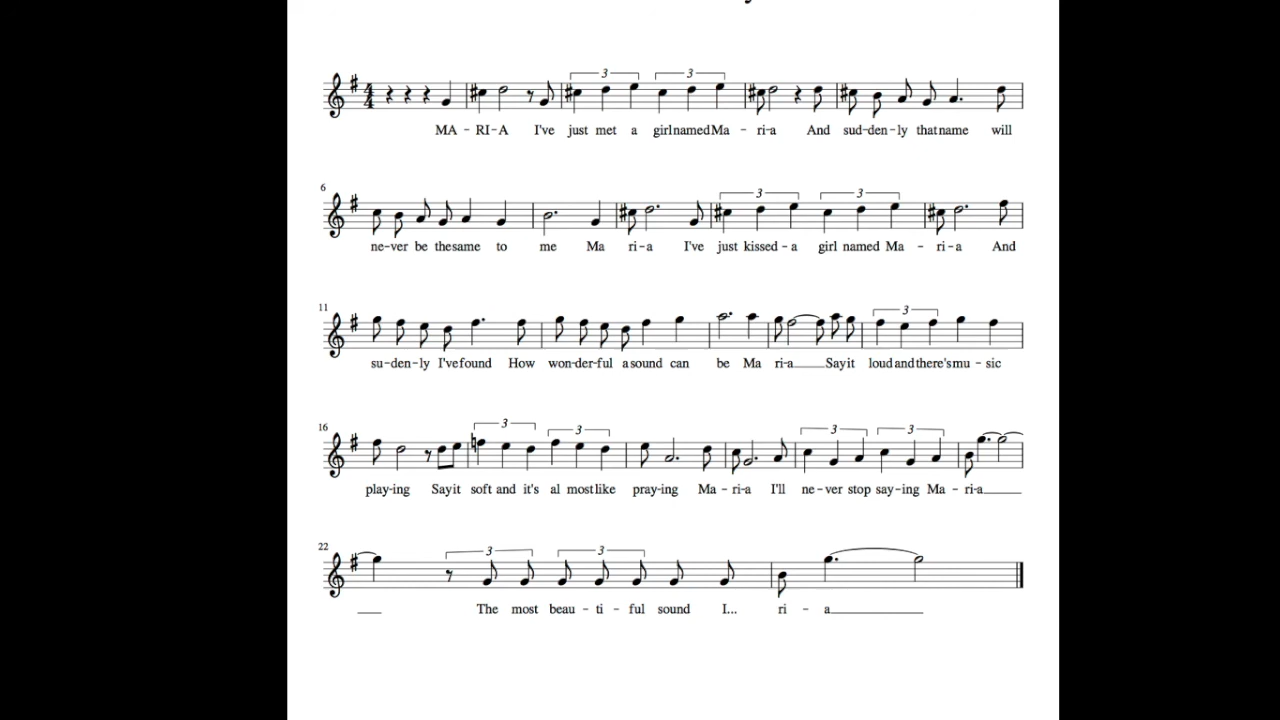 MA - RI - A I've just met a girl named Ma - ri - a And sud - den - ly that name will
6
ne - ver be the same to me Ma ri - a I've just kissed - a girl named Ma - ri - a And
11
su - den - ly I've found How won - der - ful a sound can be Ma ri - a____ Say it loud and there's mu - sic
16
play - ing Say it soft and it's al most like pray - ing Ma - ri - a I'll ne - ver stop say - ing Ma - ri - a____
22
The most beau - ti - ful sound I... ri - a____